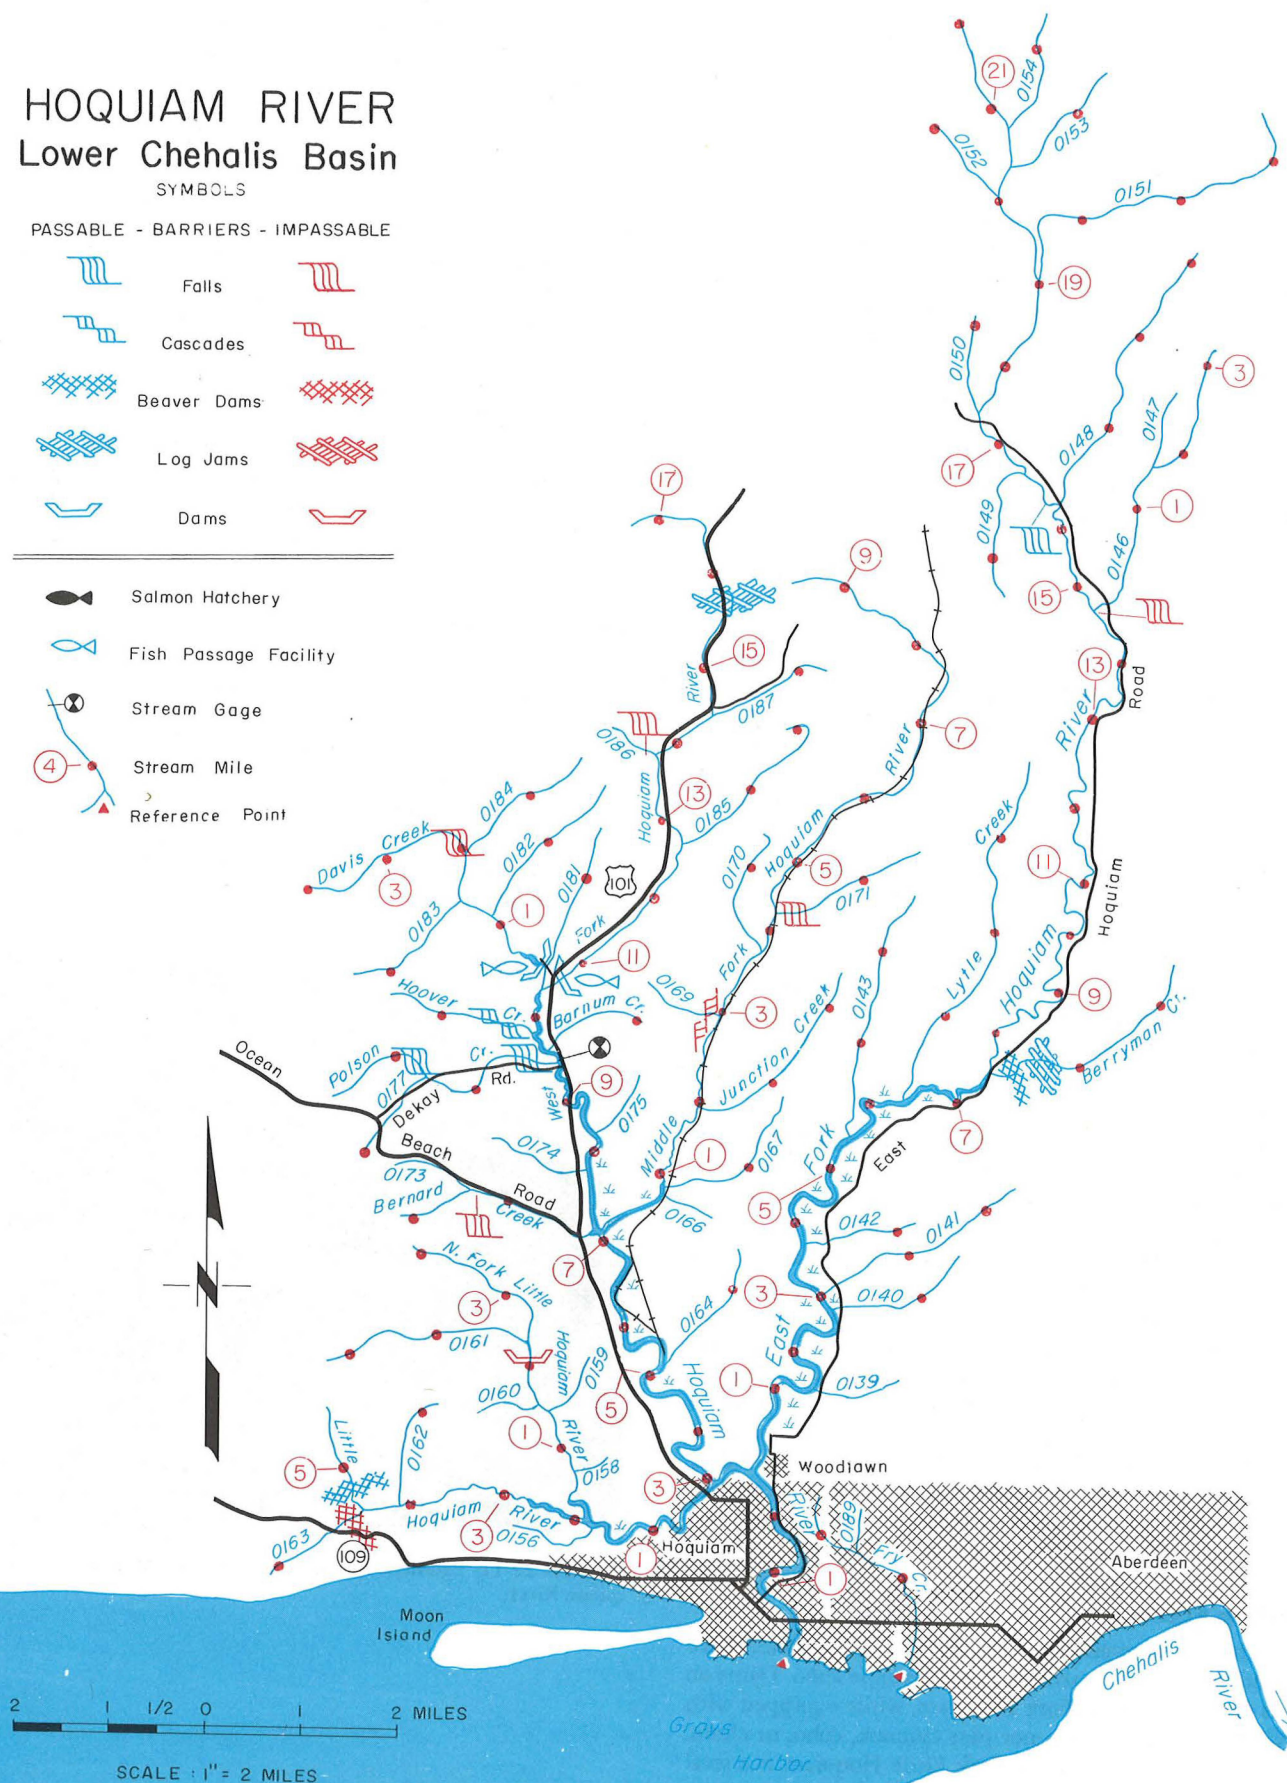 HOQUIAM RIVER
Lower Chehalis Basin
SYMBOLS
PASSABLE - BARRIERS - IMPASSABLE
Falls
Cascades
Beaver Dams
Log Jams
Dams
Salmon Hatchery
Fish Passage Facility
Stream Gage
4
Stream Mile
Reference Point
21
0154
0153
0152
0151
19
0150
3
0147
0148
17
1
0149
0146
15
13
Road
River
17
9
15
River
0187
0186
7
River
Hoquiam
13
0185
0184
Davis Creek
0182
0181
3
0183
1
101
Fork
11
0170
Hoquiam
5
0171
Fork
0169
3
Creek
Lytle
0143
11
Hoquiam
Hoquiam
9
Berryman Cr.
7
Hoover Cr.
Barnum Cr.
Polson Cr.
0177
Dekay Rd.
Ocean
Beach
Road
West
9
0175
0174
Junction Creek
Middle
1
0167
0166
0173
Bernard Creek
7
Fork
East
5
0142
0141
3
0140
East
1
0139
N. Fork Little
3
Hoquiam
0161
0159
0160
1
River
0158
0164
5
Hoquiam
3
Little
5
0162
Hoquiam River
3
0156
0163
109
1
Hoquiam
Woodlawn
River
0189
Fry Cr.
1
Aberdeen
Moon
Island
Chehalis
River
Grays
Harbor
2 1 1/2 0 1 2 MILES
SCALE : 1" = 2 MILES